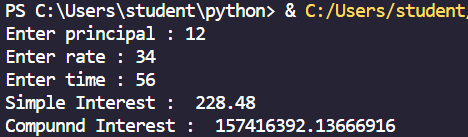 PS C:\Users\student\python> & C:/Users/student/
Enter principal : 12
Enter rate : 34
Enter time : 56
Simple Interest :  228.48
Compunnd Interest :  157416392.13666916